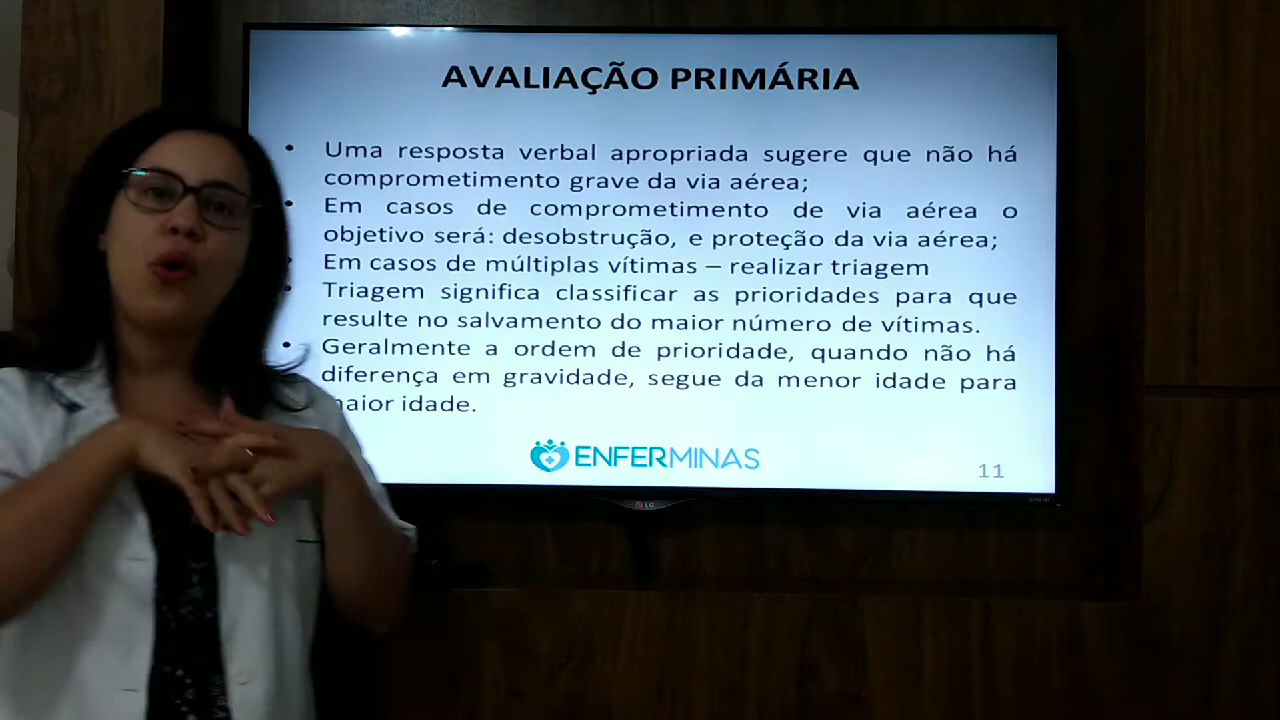 AVALIAÇÃO PRIMÁRIA
• Uma resposta verbal apropriada sugere que não há
comprometimento grave da via aérea;
• Em casos de comprometimento de via aérea o
objetivo será: desobstrução, e proteção da via aérea;
• Em casos de múltiplas vítimas – realizar triagem
• Triagem significa classificar as prioridades para que
resulte no salvamento do maior número de vítimas.
• Geralmente a ordem de prioridade, quando não há
diferença em gravidade, segue da menor idade para
maior idade.
ENFERMINAS
11
LG